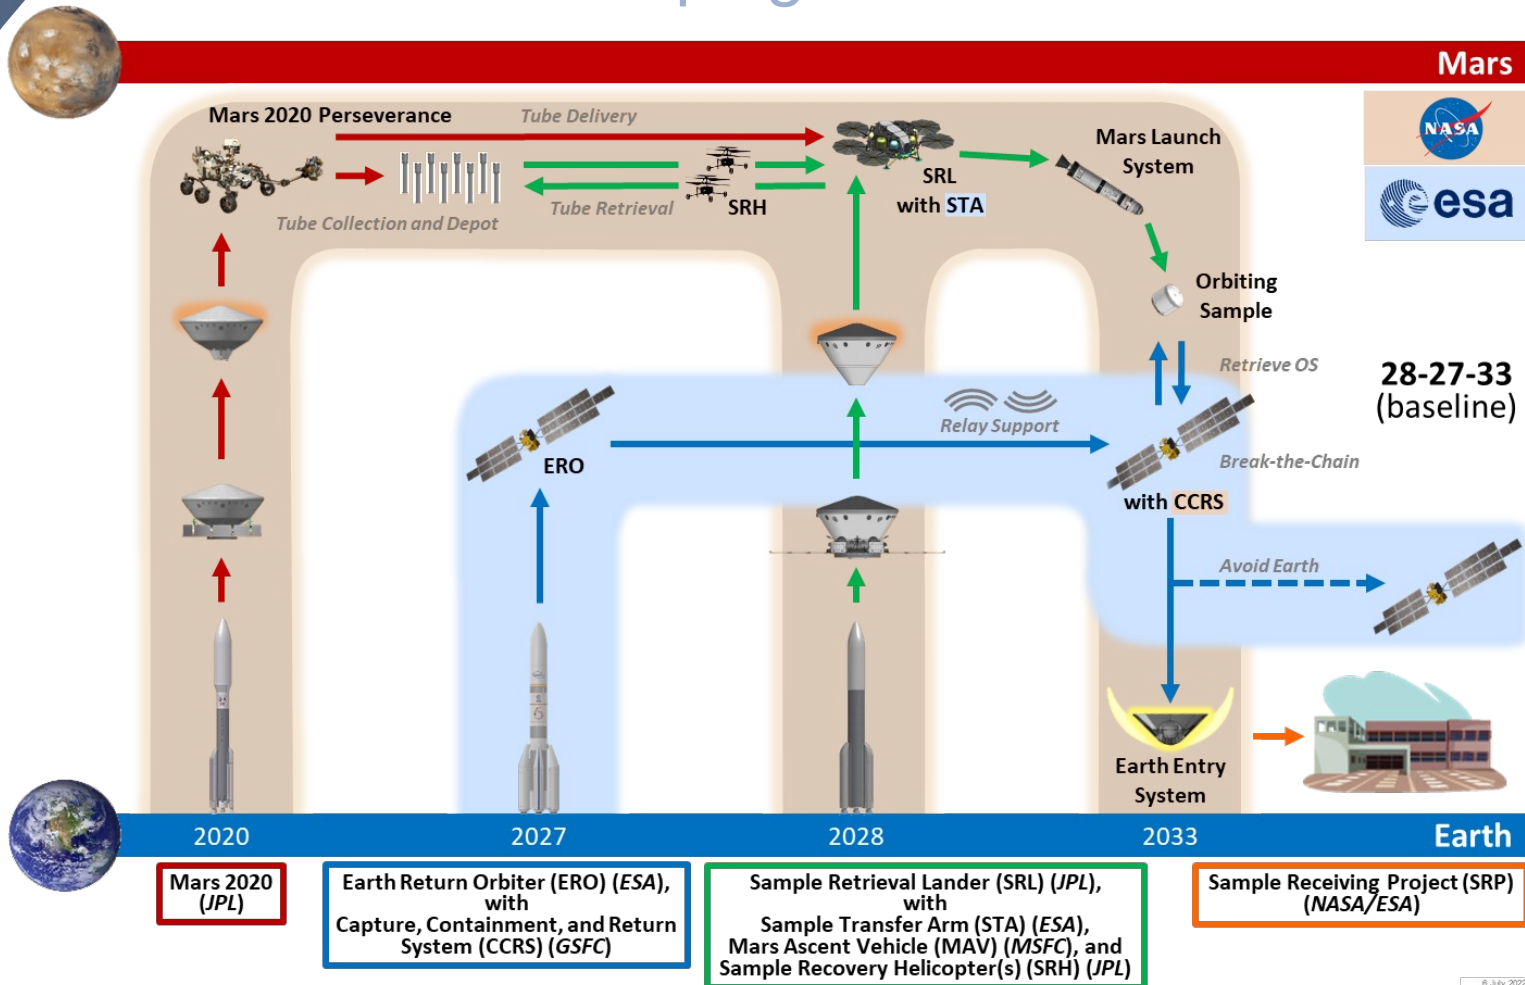 Mars
Mars 2020 Perseverance
Tube Delivery
NASA
Mars Launch
System
SRL
with STA
esa
SRH
Tube Retrieval
Tube Collection and Depot
Orbiting
Sample
Retrieve OS
28-27-33
(baseline)
Relay Support
ERO
Break-the-Chain
with CCRS
Avoid Earth
Earth Entry
System
2020
2027
2028
2033
Earth
Mars 2020
(JPL)
Earth Return Orbiter (ERO) (ESA),
with
Capture, Containment, and Return
System (CCRS) (GSFC)
Sample Retrieval Lander (SRL) (JPL),
with
Sample Transfer Arm (STA) (ESA),
Mars Ascent Vehicle (MAV) (MSFC), and
Sample Recovery Helicopter(s) (SRH) (JPL)
Sample Receiving Project (SRP)
(NASA/ESA)